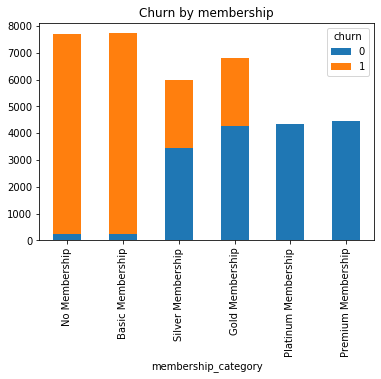 Churn by membership
churn
0
1
8000
7000
6000
5000
4000
3000
2000
1000
0
No Membership
Basic Membership
Silver Membership
Gold Membership
Platinum Membership
Premium Membership
membership_category